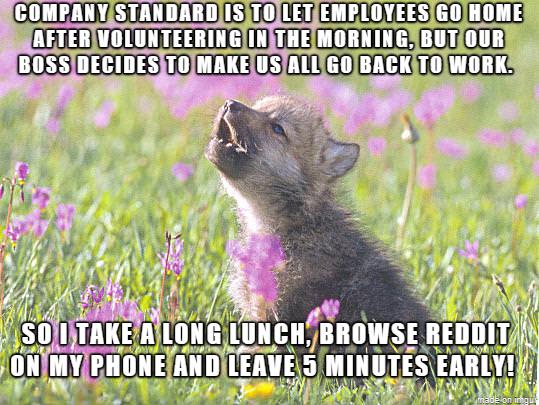 COMPANY STANDARD IS TO LET EMPLOYEES GO HOME
AFTER VOLUNTEERING IN THE MORNING, BUT OUR
BOSS DECIDES TO MAKE US ALL GO BACK TO WORK.
SO I TAKE A LONG LUNCH, BROWSE REDDIT
ON MY PHONE AND LEAVE 5 MINUTES EARLY!
made on imgur